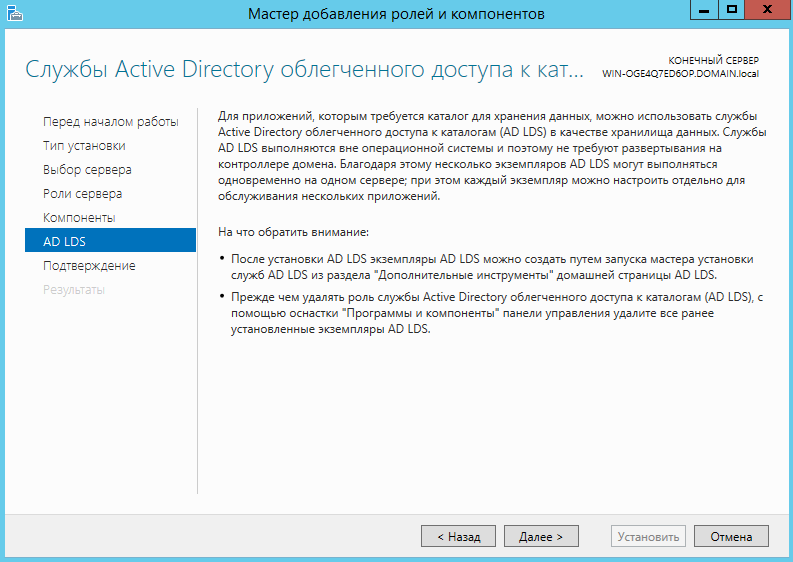 Мастер добавления ролей и компонентов
Службы Active Directory облегченного доступа к кат...
КОНЕЧНЫЙ СЕРВЕР
WIN-OGE4Q7ED6OP.DOMAIN.local
Перед началом работы
Тип установки
Выбор сервера
Роли сервера
Компоненты
AD LDS
Подтверждение
Результаты
Для приложений, которым требуется каталог для хранения данных, можно использовать службы
Active Directory облегченного доступа к каталогам (AD LDS) в качестве хранилища данных. Службы
AD LDS выполняются вне операционной системы и поэтому не требуют развертывания на
контроллере домена. Благодаря этому несколько экземпляров AD LDS могут выполняться
одновременно на одном сервере; при этом каждый экземпляр можно настроить отдельно для
обслуживания нескольких приложений.
На что обратить внимание:
• После установки AD LDS экземпляры AD LDS можно создать путем запуска мастера установки
служб AD LDS из раздела "Дополнительные инструменты" домашней страницы AD LDS.
• Прежде чем удалять роль службы Active Directory облегченного доступа к каталогам (AD LDS), с
помощью оснастки "Программы и компоненты" панели управления удалите все ранее
установленные экземпляры AD LDS.
< Назад
Далее >
Установить
Отмена